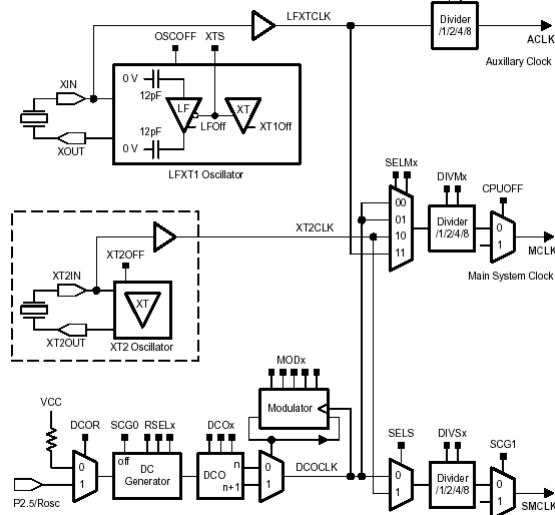 LFXTCLK
Divider
/1/2/4/8
ACLK
Auxiliary Clock
OSCOFF XTS
XIN
0 V
12pF
LF
XT
LFOff
XT1Off
12pF
0 V
XOUT
LFXT1 Oscillator
SELMx
DIVMx
CPUOFF
00
01
10
11
Divider
/1/2/4/8
0
1
MCLK
Main System Clock
XT2CLK
XT2OFF
XT2IN
XT
XT2OUT
XT2 Oscillator
MODx
Modulator
VCC
DCOR
SCG0 RSELx
DCOx
0
1
off
DC
Generator
DCO
n
n+1
0
1
DCOCLK
P2.5/Rosc
SELS
DIVSx
SCG1
0
1
Divider
/1/2/4/8
0
1
SMCLK